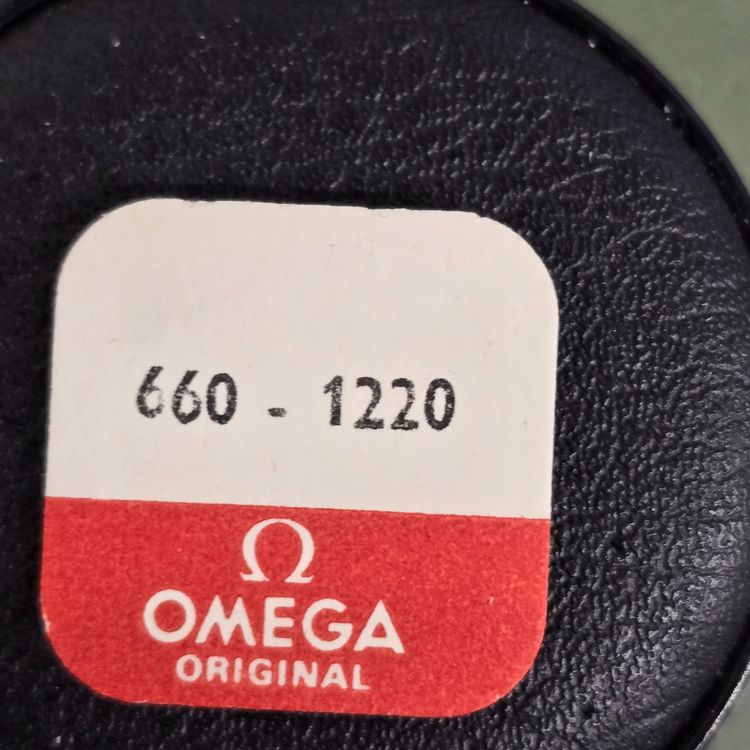 660 - 1220
Ω
OMEGA
ORIGINAL